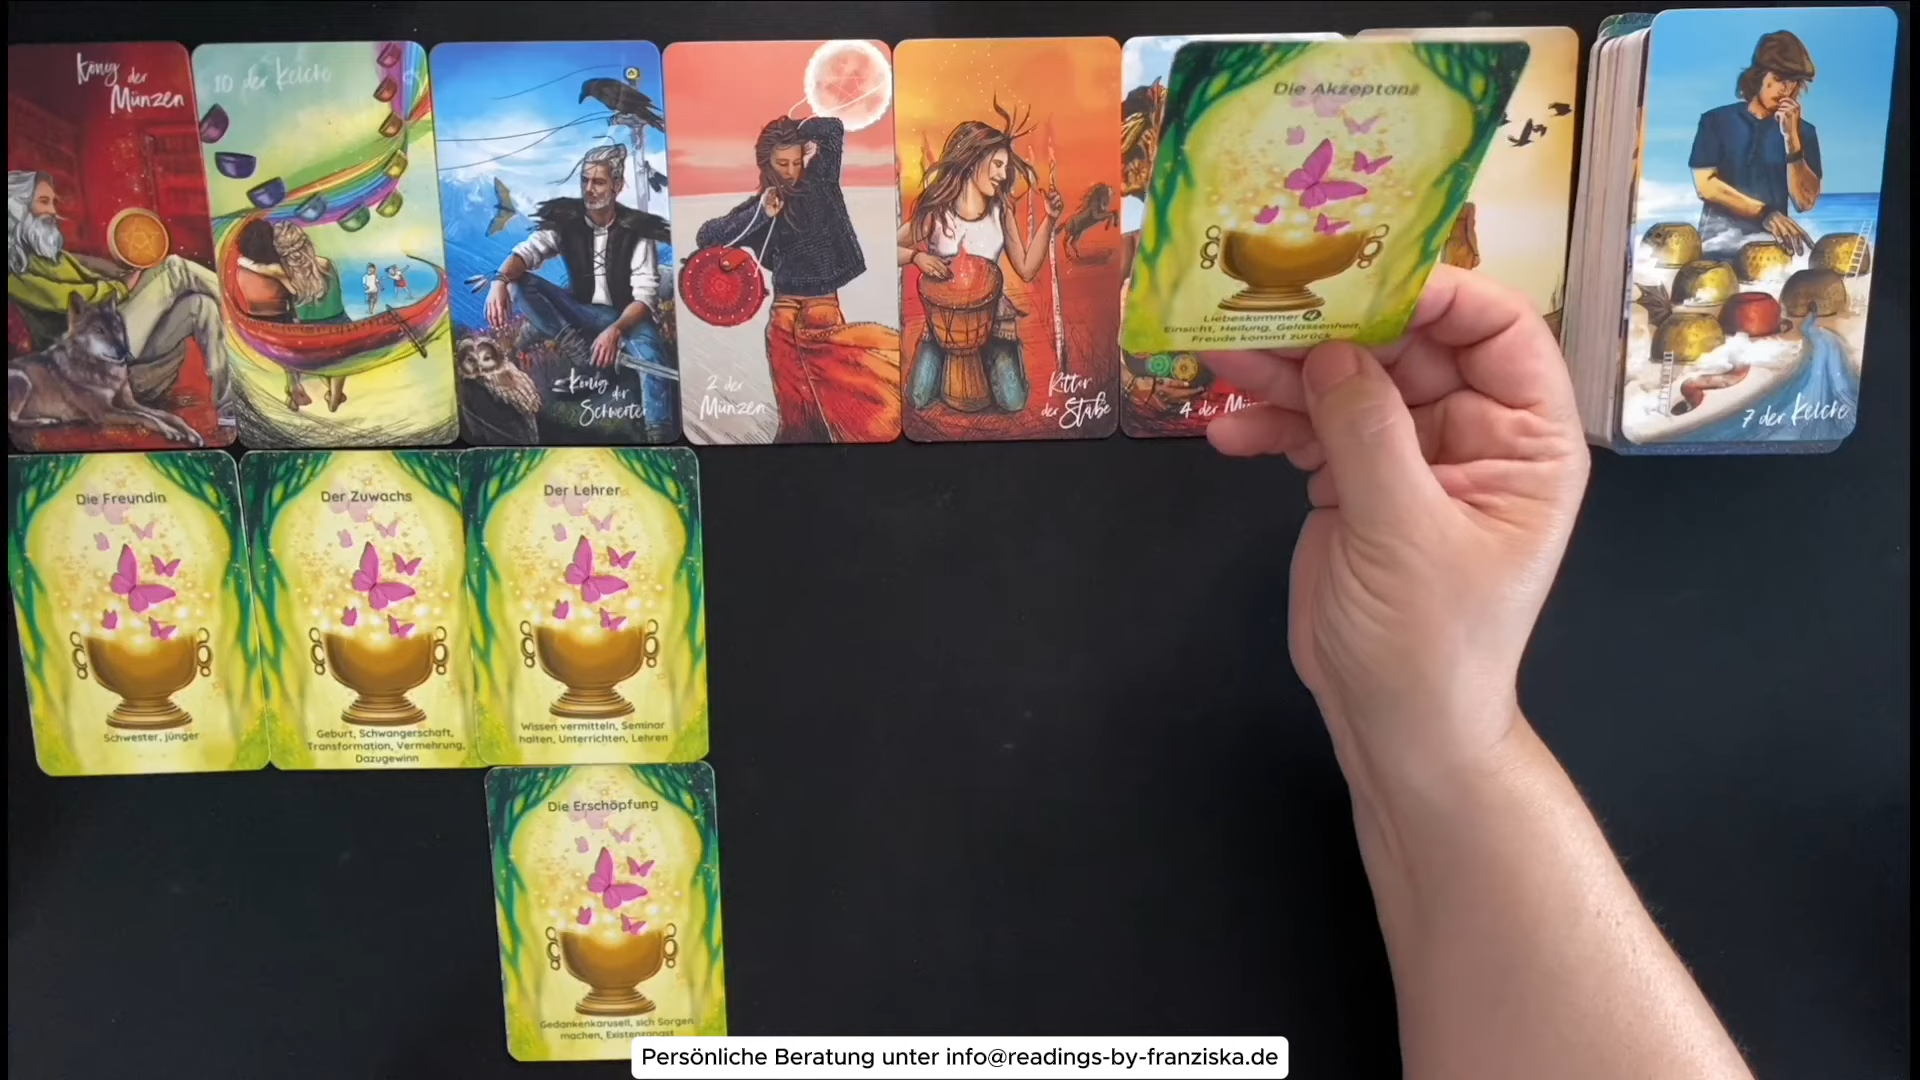 König der
Münzen
10 der Kelche
König der
Schwerter
2 der
Münzen
Ritter
der Stäbe
4 der
Die Akzeptanz
Liebeskummer
Einsicht, Heilung, Gelassenheit,
Freude kommt zurück
7 der Kelche
Die Freundin
Schwester, jünger
Der Zuwachs
Geburt, Schwangerschaft,
Transformation, Vermehrung,
Dazugewinn
Der Lehrer
Wissen vermitteln, Seminar
halten, Unterrichten, Lehren
Die Erschöpfung
Gedankenkarusell, sich Sorgen
machen, Existenzangst
Persönliche Beratung unter info@readings-by-franziska.de